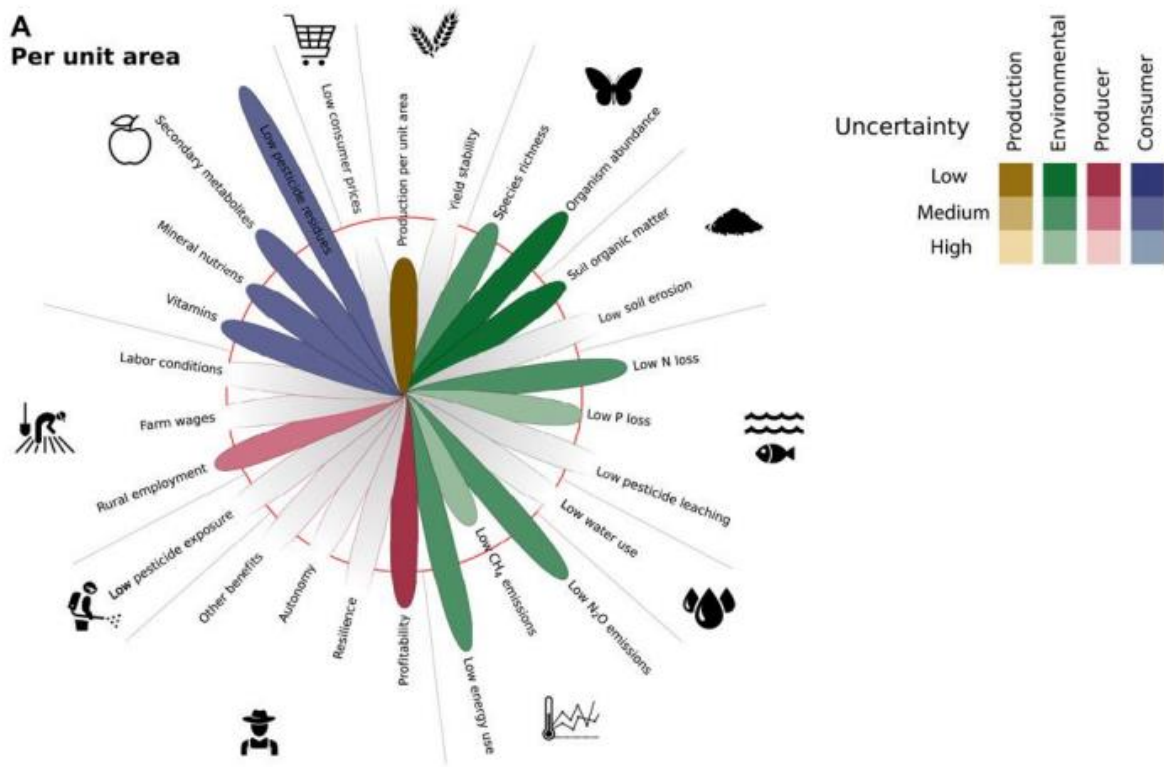 A
Per unit area
Low consumer prices
Production per unit area
Yield stability
Species richness
Organism abundance
Soil organic matter
Low soil erosion
Low N loss
Low P loss
Low pesticide leaching
Low water use
Low N₂O emissions
Low CH₄ emissions
Low energy use
Profitability
Resilience
Autonomy
Other benefits
Low pesticide exposure
Rural employment
Farm wages
Labor conditions
Vitamins
Mineral nutriens
Secondary metabolites
Low pesticide residues
Uncertainty
Production
Environmental
Producer
Consumer
Low
Medium
High